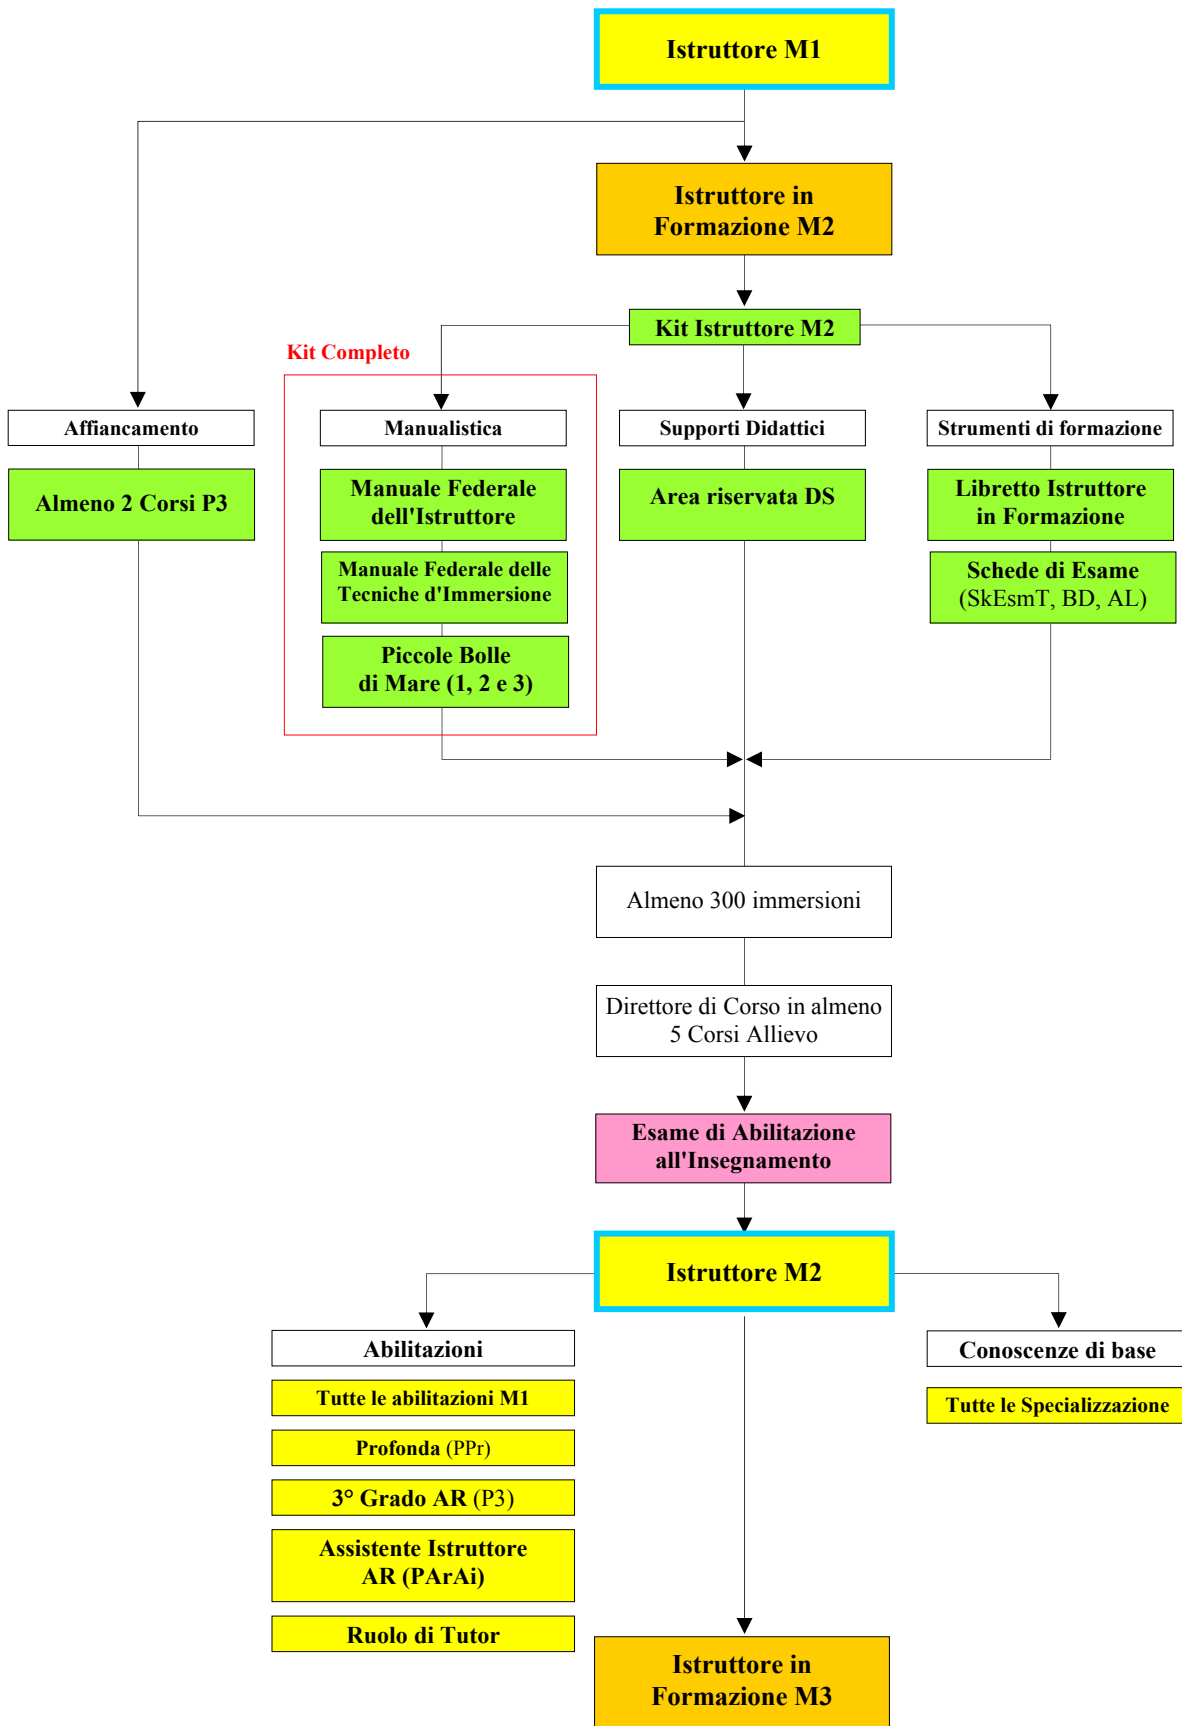 Istruttore M1
Istruttore in
Formazione M2
Kit Istruttore M2
Kit Completo
Affiancamento
Manualistica
Supporti Didattici
Strumenti di formazione
Almeno 2 Corsi P3
Manuale Federale
dell'Istruttore
Area riservata DS
Libretto Istruttore
in Formazione
Manuale Federale delle
Tecniche d'Immersione
Schede di Esame
(SkEsmT, BD, AL)
Piccole Bolle
di Mare (1, 2 e 3)
Almeno 300 immersioni
Direttore di Corso in almeno
5 Corsi Allievo
Esame di Abilitazione
all'Insegnamento
Istruttore M2
Abilitazioni
Conoscenze di base
Tutte le abilitazioni M1
Tutte le Specializzazione
Profonda (PPr)
3° Grado AR (P3)
Assistente Istruttore
AR (PArAi)
Ruolo di Tutor
Istruttore in
Formazione M3